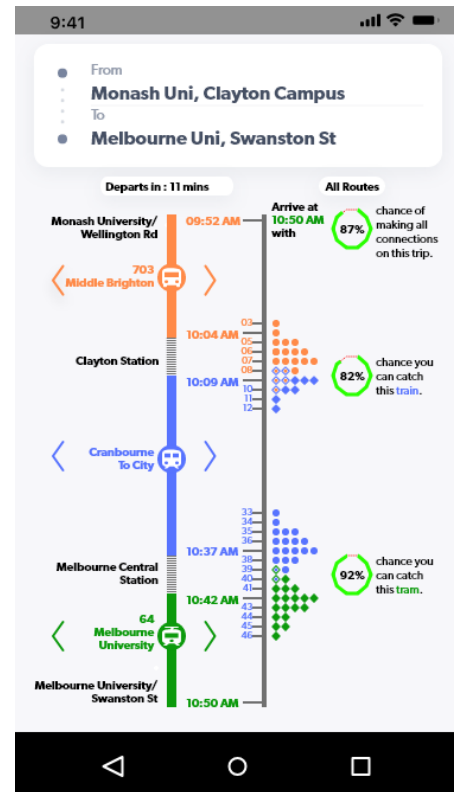 9:41
From
Monash Uni, Clayton Campus
To
Melbourne Uni, Swanston St
Departs in : 11 mins
All Routes
Monash University/
Wellington Rd
09:52 AM
Arrive at
10:50 AM
with
87%
chance of
making all
connections
on this trip.
703
Middle Brighton
10:04 AM
03
05
06
07
08
10
11
12
Clayton Station
10:09 AM
82%
chance you
can catch
this train.
Cranbourne
To City
33
34
35
36
38
39
40
41
43
44
45
46
10:37 AM
Melbourne Central
Station
10:42 AM
92%
chance you
can catch
this tram.
64
Melbourne
University
Melbourne University/
Swanston St
10:50 AM